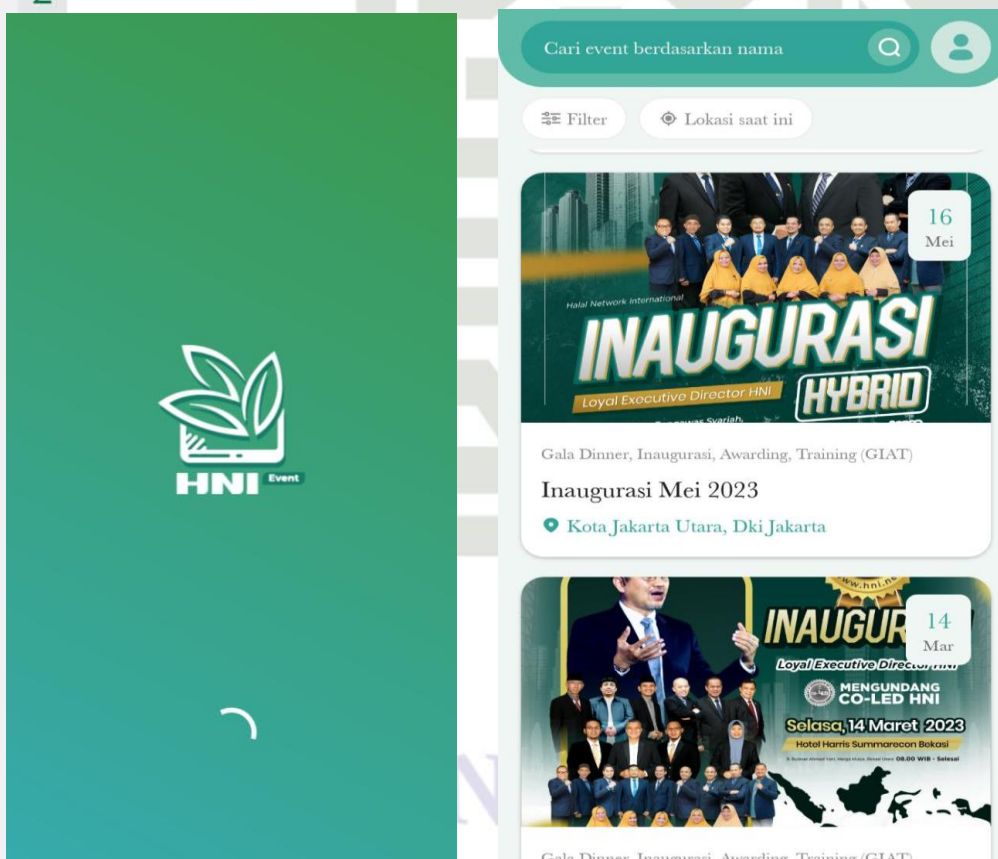 2
HNI Event
Cari event berdasarkan nama
Filter
Lokasi saat ini
16
Mei
Halal Network International
INAUGURASI
Loyal Executive Director HNI
HYBRID
Syariah,
Gala Dinner, Inaugurasi, Awarding, Training (GIAT)
Inaugurasi Mei 2023
Kota Jakarta Utara, Dki Jakarta
www.hni.ne
INAUGUR
14
Mar
Loyal Executive Director HNI
MENGUNDANG
CO-LED HNI
Selasa, 14 Maret 2023
Hotel Harris Summarecon Bekasi
08.00 WIB - Selesai
Gala Dinner, Inaugurasi, Awarding, Training (GIAT)